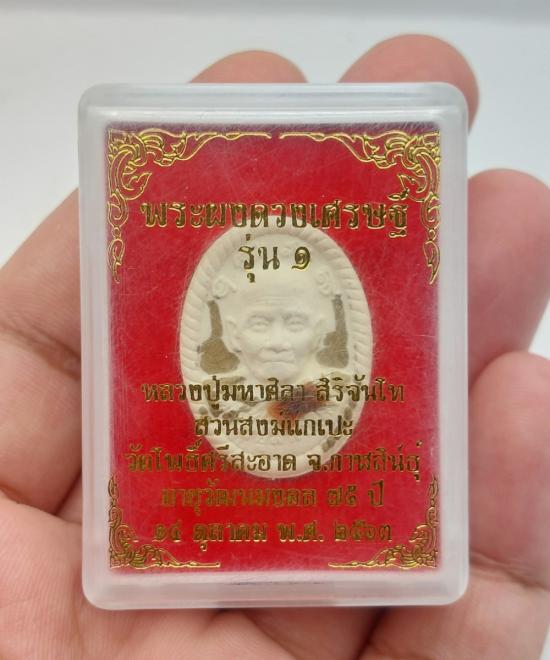 พระผงดวงเศรษฐี
รุ่น ๑
หลวงปู่มหาศิลา สิริจันโท
สวนสงฆ์แกเปะ
วัดโพธิ์ศรีสะอาด จ.กาฬสินธุ์
อายุวัฒนมงคล ๗๕ ปี
๑๔ ตุลาคม พ.ศ. ๒๕๖๓